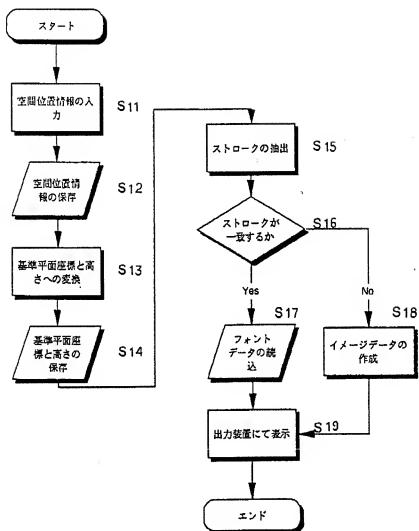 スタート
空間位置情報の入
力
S11
空間位置情
報の保存
S12
基準平面座標と高
さへの変換
S13
基準平面座
標と高さの
保存
S14
ストロークの抽出
S15
ストロークが
一致するか
S16
Yes
No
フォント
データの読
込
S17
イメージデータの
作成
S18
出力装置にて表示
S19
エンド